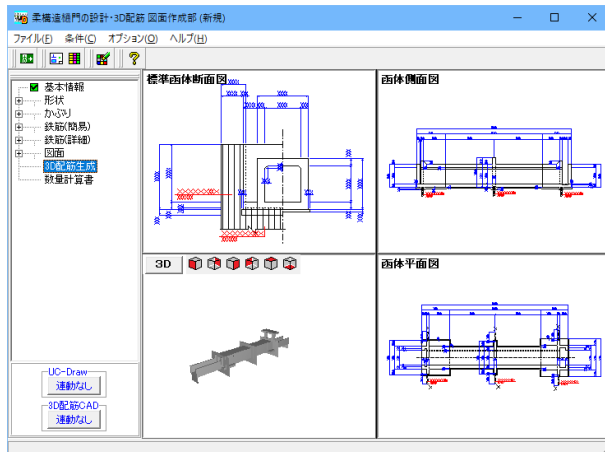 柔構造樋門の設計・3D配筋 図面作成部 (新規)
ファイル(F) 条件(C) オプション(O) ヘルプ(H)
基本情報
形状
かぶり
鉄筋(簡易)
鉄筋(詳細)
図面
3D配筋生成
数量計算書
UC-Draw
連動なし
3D配筋CAD
連動なし
標準函体断面図
函体側面図
3D
函体平面図